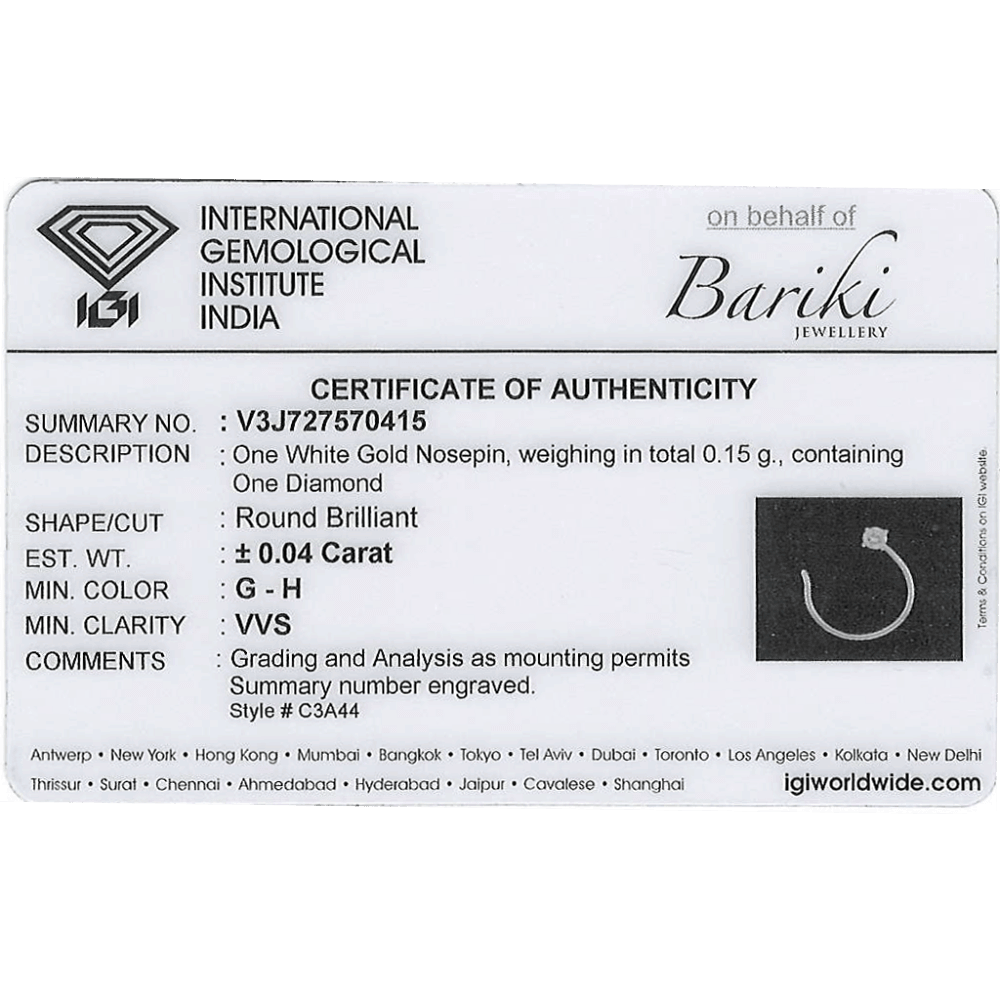 INTERNATIONAL
GEMOLOGICAL
INSTITUTE
INDIA
IGI
on behalf of
Bariki
JEWELLERY
CERTIFICATE OF AUTHENTICITY
SUMMARY NO. : V3J727570415
DESCRIPTION : One White Gold Nosepin, weighing in total 0.15 g., containing
One Diamond
SHAPE/CUT : Round Brilliant
EST. WT. : ± 0.04 Carat
MIN. COLOR : G - H
MIN. CLARITY : VVS
COMMENTS : Grading and Analysis as mounting permits
Summary number engraved.
Style # C3A44
Terms & Conditions on IGI website.
Antwerp • New York • Hong Kong • Mumbai • Bangkok • Tokyo • Tel Aviv • Dubai • Toronto • Los Angeles • Kolkata • New Delhi
Thrissur • Surat • Chennai • Ahmedabad • Hyderabad • Jaipur • Cavalese • Shanghai igiworldwide.com